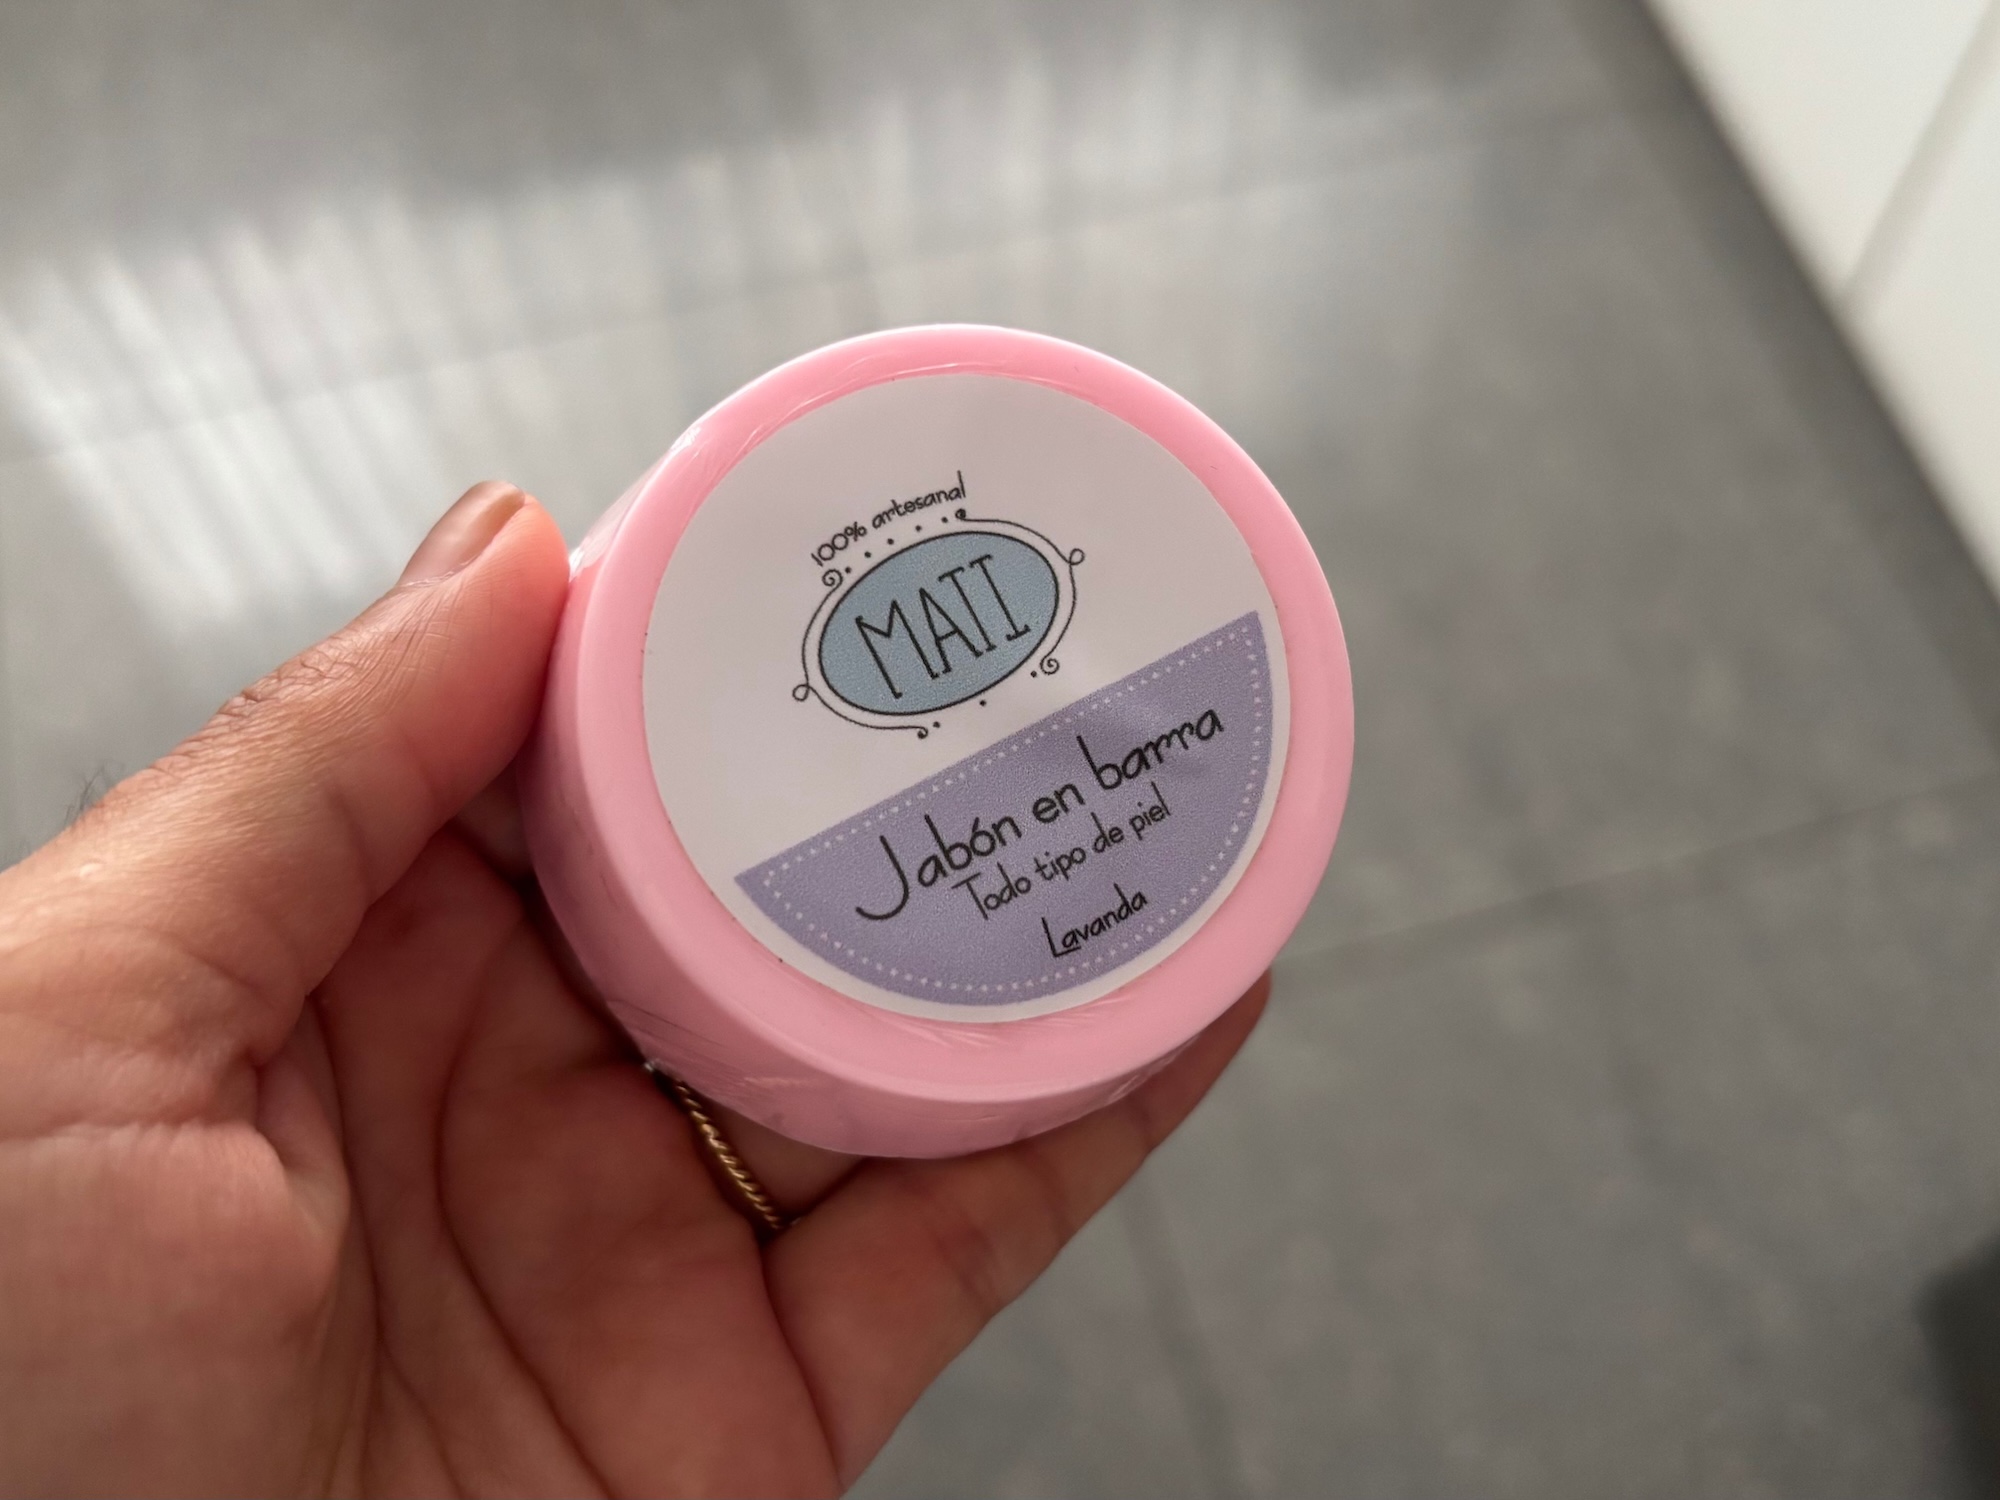 100% artesanal
MATI
Jabón en barra
Todo tipo de piel
Lavanda